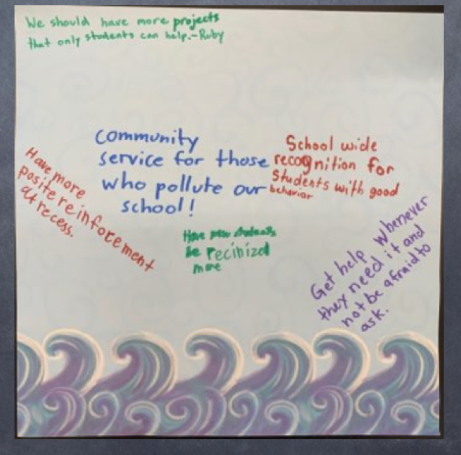 We should have more projects
that only students can help.-Ruby
community
service for those
who pollute our
school!
School wide
recognition for
Students with good
behavior
Have more
posite reinforcement
at recess.
Have new students
be recinized
more
Get help whenever
they need it and
not be afraid to
ask.